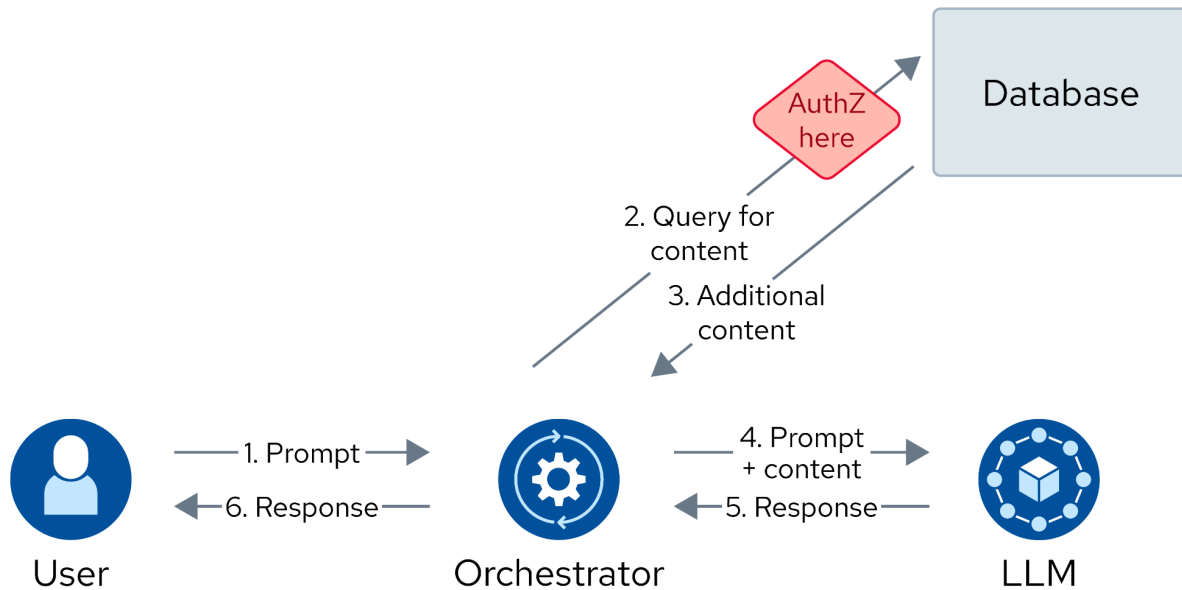 AuthZ
here
Database
2. Query for
content
3. Additional
content
1. Prompt
4. Prompt
+ content
6. Response
5. Response
User
Orchestrator
LLM